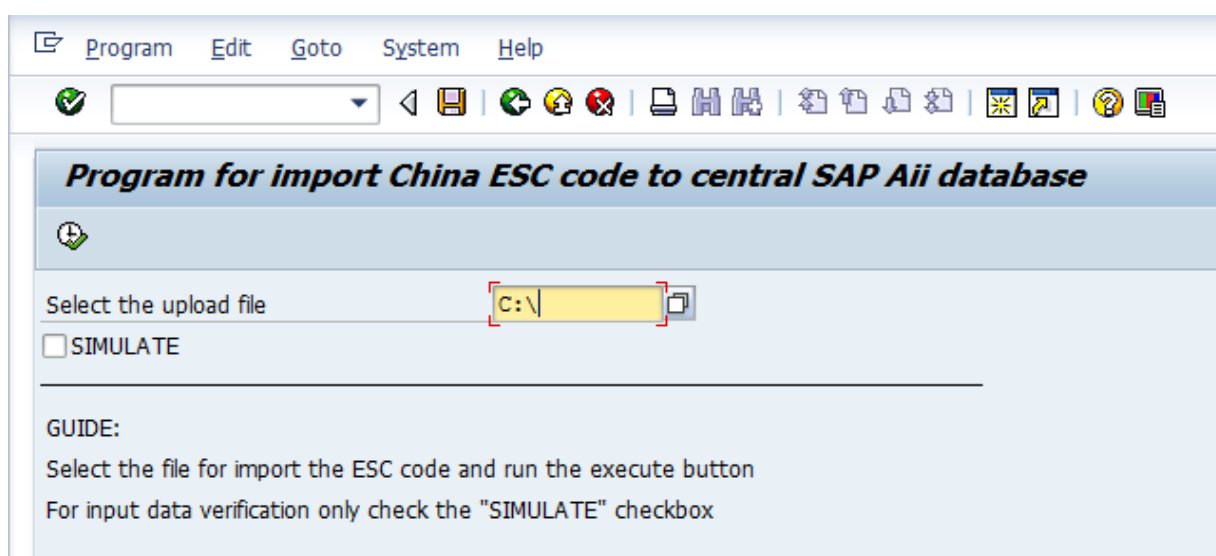 Program Edit Goto System Help
Program for import China ESC code to central SAP Aii database
Select the upload file C:\
SIMULATE
GUIDE:
Select the file for import the ESC code and run the execute button
For input data verification only check the "SIMULATE" checkbox